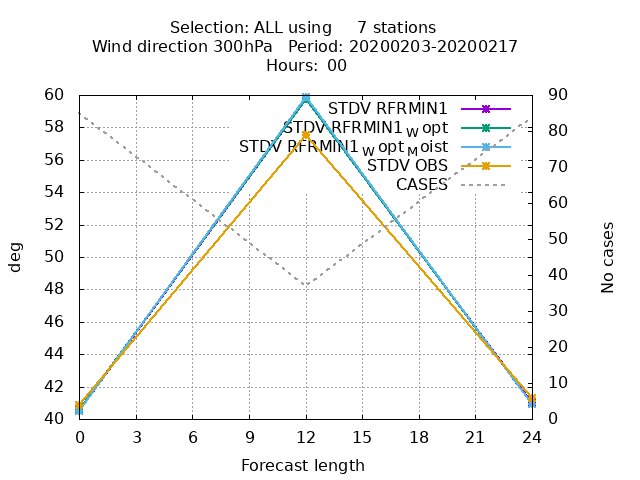 Selection: ALL using 7 stations
Wind direction 300hPa Period: 20200203-20200217
Hours: 00
STDV RFRMIN1
STDV RFRMIN1 W opt
STDV RFRMIN1 W opt M oist
STDV OBS
CASES
deg
60
58
56
54
52
50
48
46
44
42
40
90
80
70
60
50
40
30
20
10
0
No cases
0 3 6 9 12 15 18 21 24
Forecast length